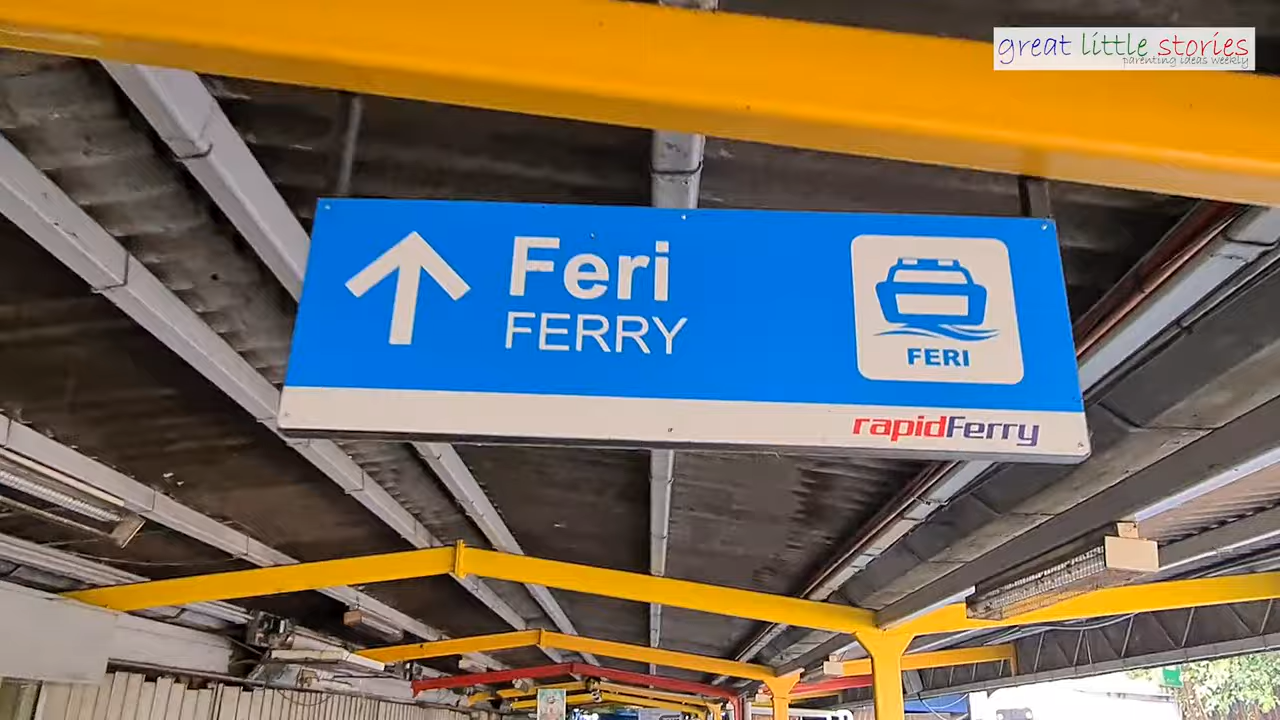 great little stories
parenting ideas weekly
Feri
FERRY
FERI
rapidFerry